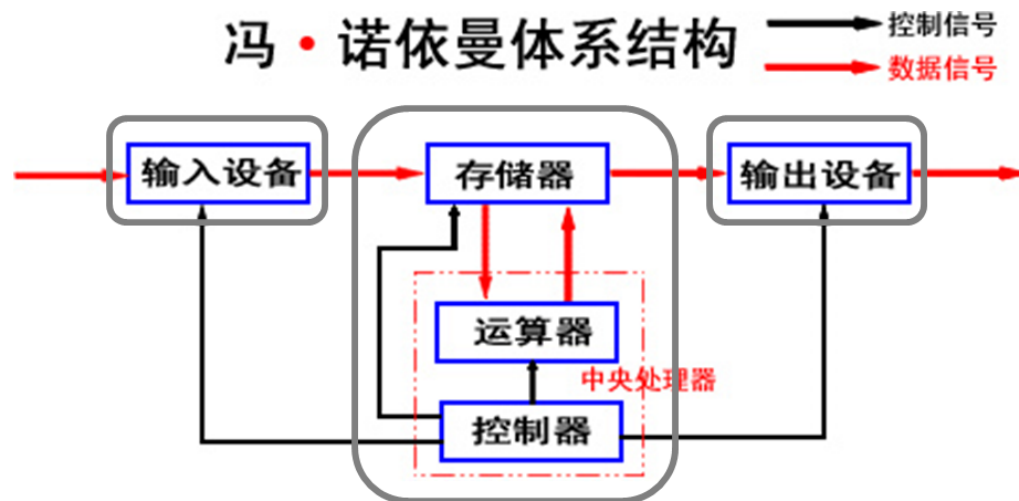 冯·诺依曼体系结构
控制信号
数据信号
输入设备
存储器
输出设备
运算器
中央处理器
控制器